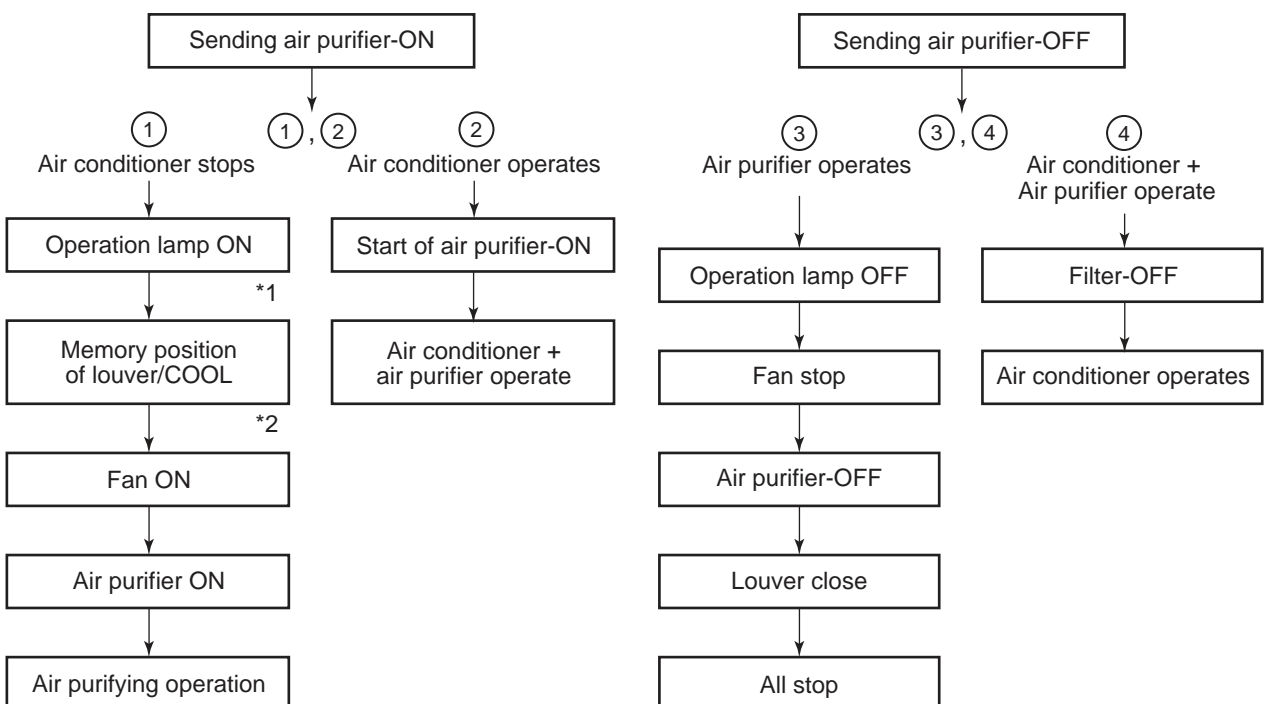 Sending air purifier-ON
1
1 , 2
2
Air conditioner stops
Air conditioner operates
Operation lamp ON
Start of air purifier-ON
*1
Memory position
of louver/COOL
Air conditioner +
air purifier operate
*2
Fan ON
Air purifier ON
Air purifying operation
Sending air purifier-OFF
3
3 , 4
4
Air purifier operates
Air conditioner +
Air purifier operate
Operation lamp OFF
Filter-OFF
Fan stop
Air conditioner operates
Air purifier-OFF
Louver close
All stop